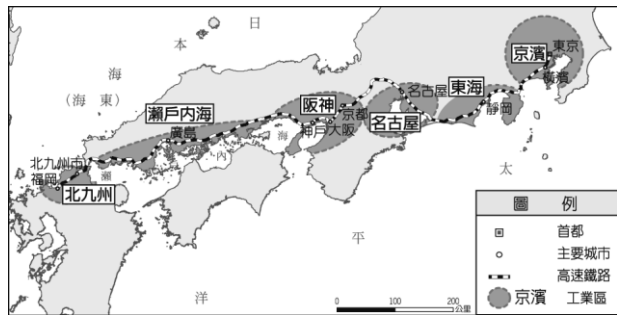 日
本
海
（海東）
京濱
東京
橫濱
東海
靜岡
名古屋
名古屋
阪神
京都
神戶
大阪
瀨戶內海
廣島
瀨
內
海
北九州市
福岡
北九州
太
平
洋
圖例
首都
主要城市
高速鐵路
京濱 工業區
0 100 200
公里